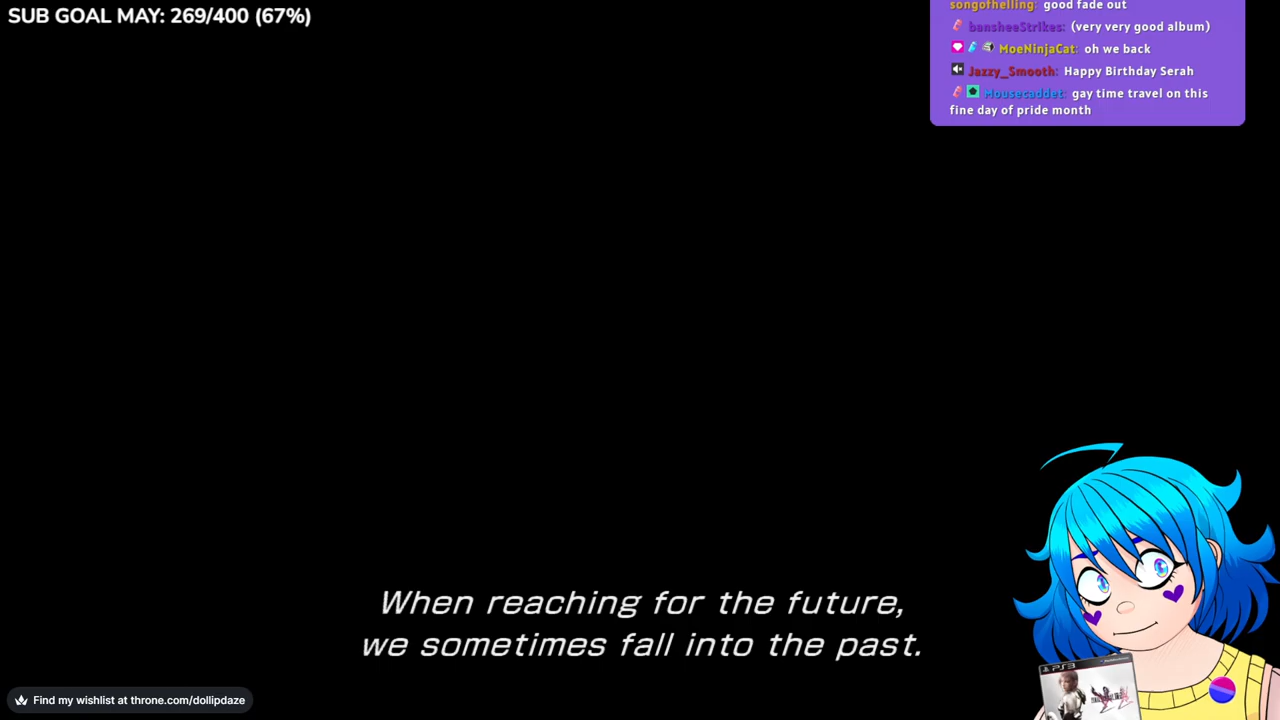 SUB GOAL MAY: 269/400 (67%)
songofhelling: good fade out
bansheeStrikes: (very very good album)
MoeNinjaCat: oh we back
Jazzy_Smooth: Happy Birthday Serah
Mousecaddet: gay time travel on this
fine day of pride month
When reaching for the future,
we sometimes fall into the past.
PS3
Find my wishlist at throne.com/dollipdaze